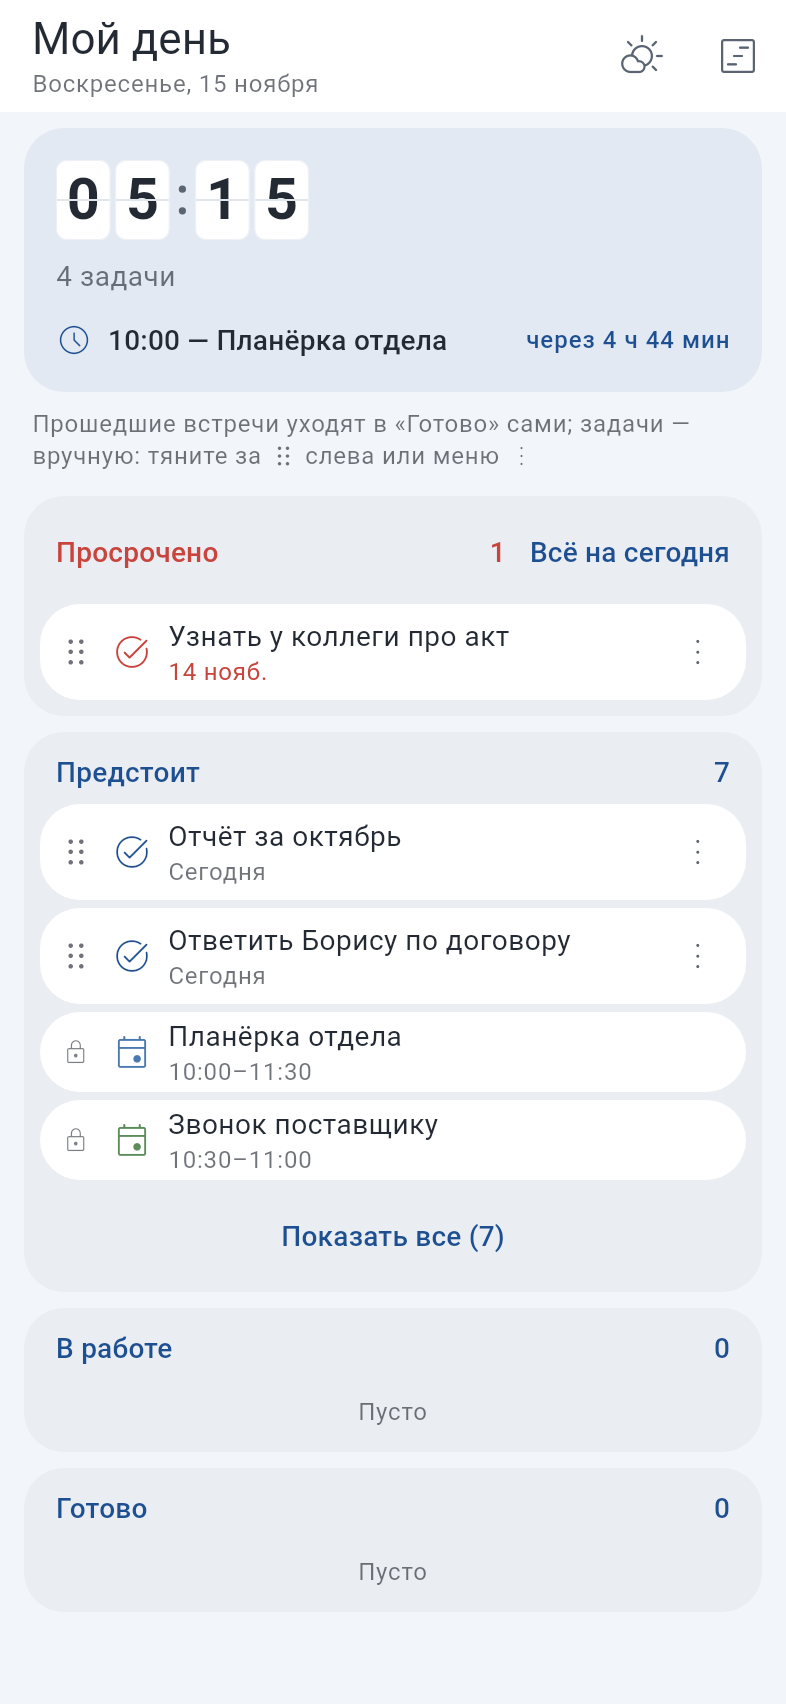 Мой день
Воскресенье, 15 ноября
05:15
4 задачи
10:00 — Планёрка отдела через 4 ч 44 мин
Прошедшие встречи уходят в «Готово» сами; задачи —
вручную: тяните за ⠿ слева или меню ⋮
Просрочено 1 Всё на сегодня
Узнать у коллеги про акт
14 нояб.
Предстоит 7
Отчёт за октябрь
Сегодня
Ответить Борису по договору
Сегодня
Планёрка отдела
10:00–11:30
Звонок поставщику
10:30–11:00
Показать все (7)
В работе 0
Пусто
Готово 0
Пусто